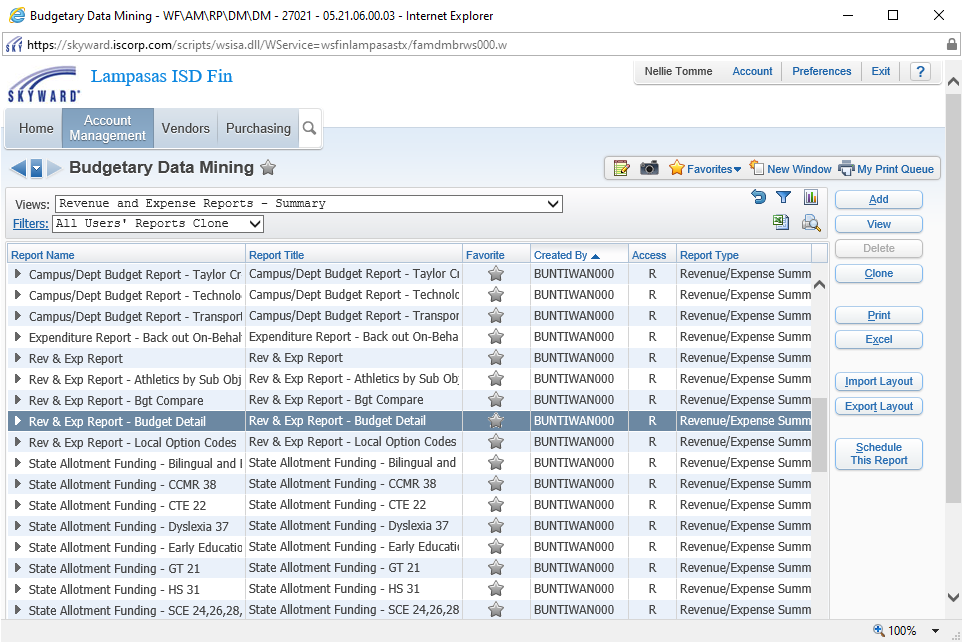 Budgetary Data Mining - WF\AM\RP\DM\DM - 27021 - 05.21.06.00.03 - Internet Explorer
https://skyward.iscorp.com/scripts/wsisa.dll/WService=wsfinlampasastx/famdmbrws000.w
SKYWARD Lampasas ISD Fin Nellie Tomme Account Preferences Exit ?
Home Account Management Vendors Purchasing
Budgetary Data Mining Favorites New Window My Print Queue
Views: Revenue and Expense Reports - Summary
Filters: All Users' Reports Clone
Report Name Report Title Favorite Created By Access Report Type
Campus/Dept Budget Report - Taylor Cr Campus/Dept Budget Report - Taylor Cr BUNTIWAN000 R Revenue/Expense Summ
Campus/Dept Budget Report - Technolo Campus/Dept Budget Report - Technolc BUNTIWAN000 R Revenue/Expense Summ
Campus/Dept Budget Report - Transport Campus/Dept Budget Report - Transpor BUNTIWAN000 R Revenue/Expense Summ
Expenditure Report - Back out On-Behal Expenditure Report - Back out On-Beha BUNTIWAN000 R Revenue/Expense Summ
Rev & Exp Report Rev & Exp Report BUNTIWAN000 R Revenue/Expense Summ
Rev & Exp Report - Athletics by Sub Obj Rev & Exp Report - Athletics by Sub Obj BUNTIWAN000 R Revenue/Expense Summ
Rev & Exp Report - Bgt Compare Rev & Exp Report - Bgt Compare BUNTIWAN000 R Revenue/Expense Summ
Rev & Exp Report - Budget Detail Rev & Exp Report - Budget Detail BUNTIWAN000 R Revenue/Expense Summ
Rev & Exp Report - Local Option Codes Rev & Exp Report - Local Option Codes BUNTIWAN000 R Revenue/Expense Summ
State Allotment Funding - Bilingual and State Allotment Funding - Bilingual and BUNTIWAN000 R Revenue/Expense Summ
State Allotment Funding - CCMR 38 State Allotment Funding - CCMR 38 BUNTIWAN000 R Revenue/Expense Summ
State Allotment Funding - CTE 22 State Allotment Funding - CTE 22 BUNTIWAN000 R Revenue/Expense Summ
State Allotment Funding - Dyslexia 37 State Allotment Funding - Dyslexia 37 BUNTIWAN000 R Revenue/Expense Summ
State Allotment Funding - Early Educatio State Allotment Funding - Early Educatio BUNTIWAN000 R Revenue/Expense Summ
State Allotment Funding - GT 21 State Allotment Funding - GT 21 BUNTIWAN000 R Revenue/Expense Summ
State Allotment Funding - HS 31 State Allotment Funding - HS 31 BUNTIWAN000 R Revenue/Expense Summ
State Allotment Funding - SCE 24,26,28, State Allotment Funding - SCE 24,26,28 BUNTIWAN000 R Revenue/Expense Summ
Add
View
Delete
Clone
Print
Excel
Import Layout
Export Layout
Schedule
This Report
100%